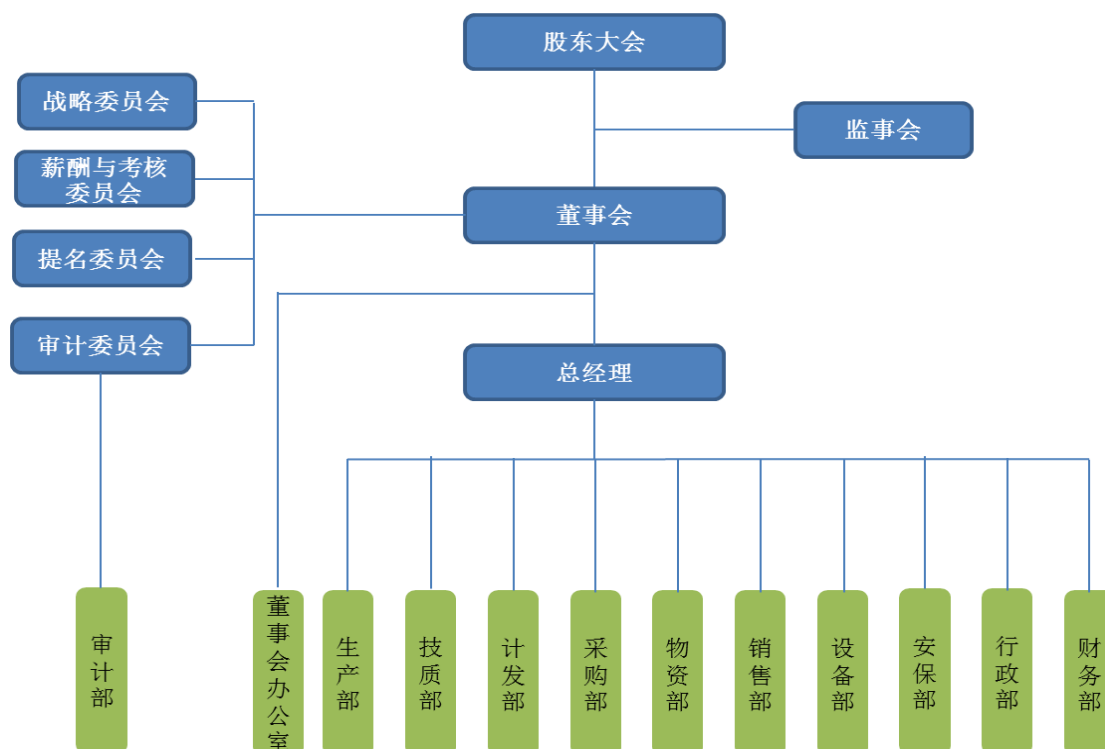 股东大会
战略委员会
监事会
薪酬与考核
委员会
董事会
提名委员会
审计委员会
总经理
审计部
董事会办公室
生产部
技质部
计发部
采购部
物资部
销售部
设备部
安保部
行政部
财务部